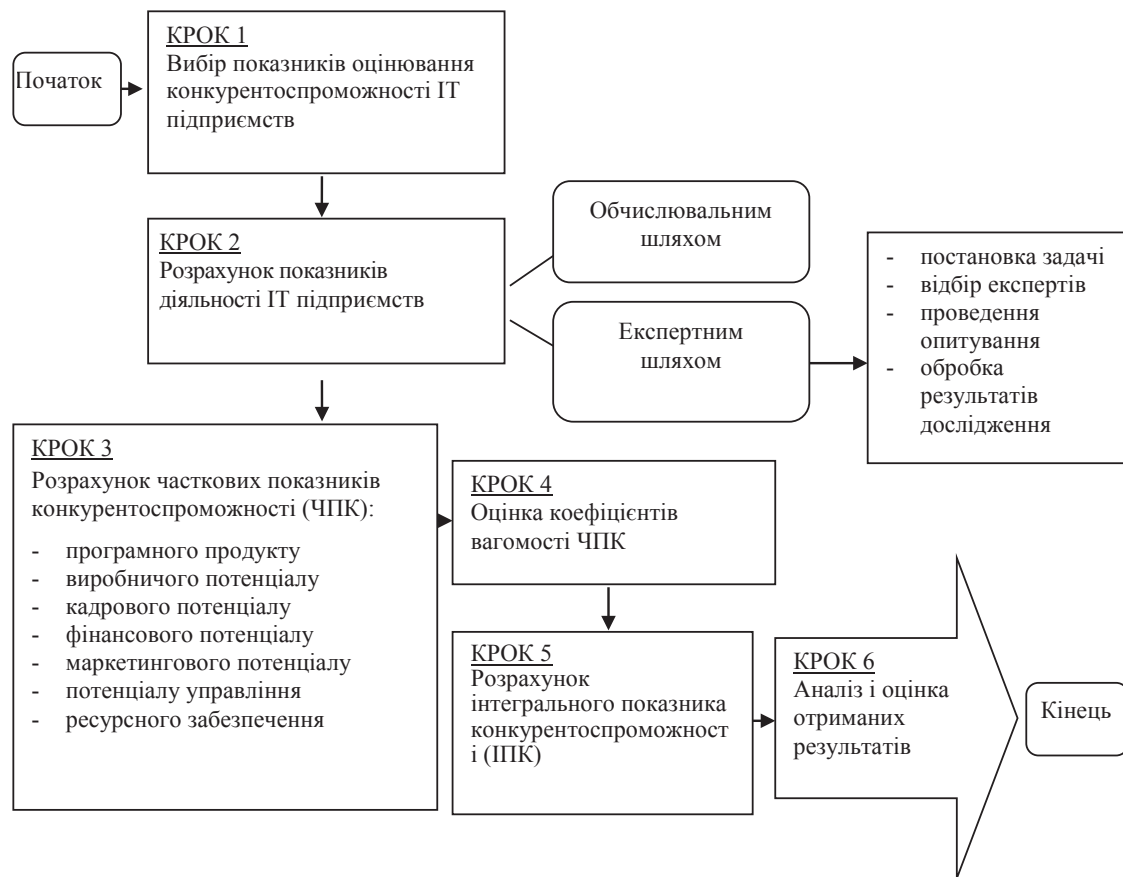 Початок
КРОК 1
Вибір показників оцінювання
конкурентоспроможності ІТ
підприємств
КРОК 2
Розрахунок показників
діяльності ІТ підприємств
Обчислювальним
шляхом
Експертним
шляхом
- постановка задачі
- відбір експертів
- проведення
опитування
- обробка
результатів
дослідження
КРОК 3
Розрахунок часткових показників
конкурентоспроможності (ЧПК):
- програмного продукту
- виробничого потенціалу
- кадрового потенціалу
- фінансового потенціалу
- маркетингового потенціалу
- потенціалу управління
- ресурсного забезпечення
КРОК 4
Оцінка коефіцієнтів
вагомості ЧПК
КРОК 5
Розрахунок
інтегрального показника
конкурентоспроможност
і (ІПК)
КРОК 6
Аналіз і оцінка
отриманих
результатів
Кінець